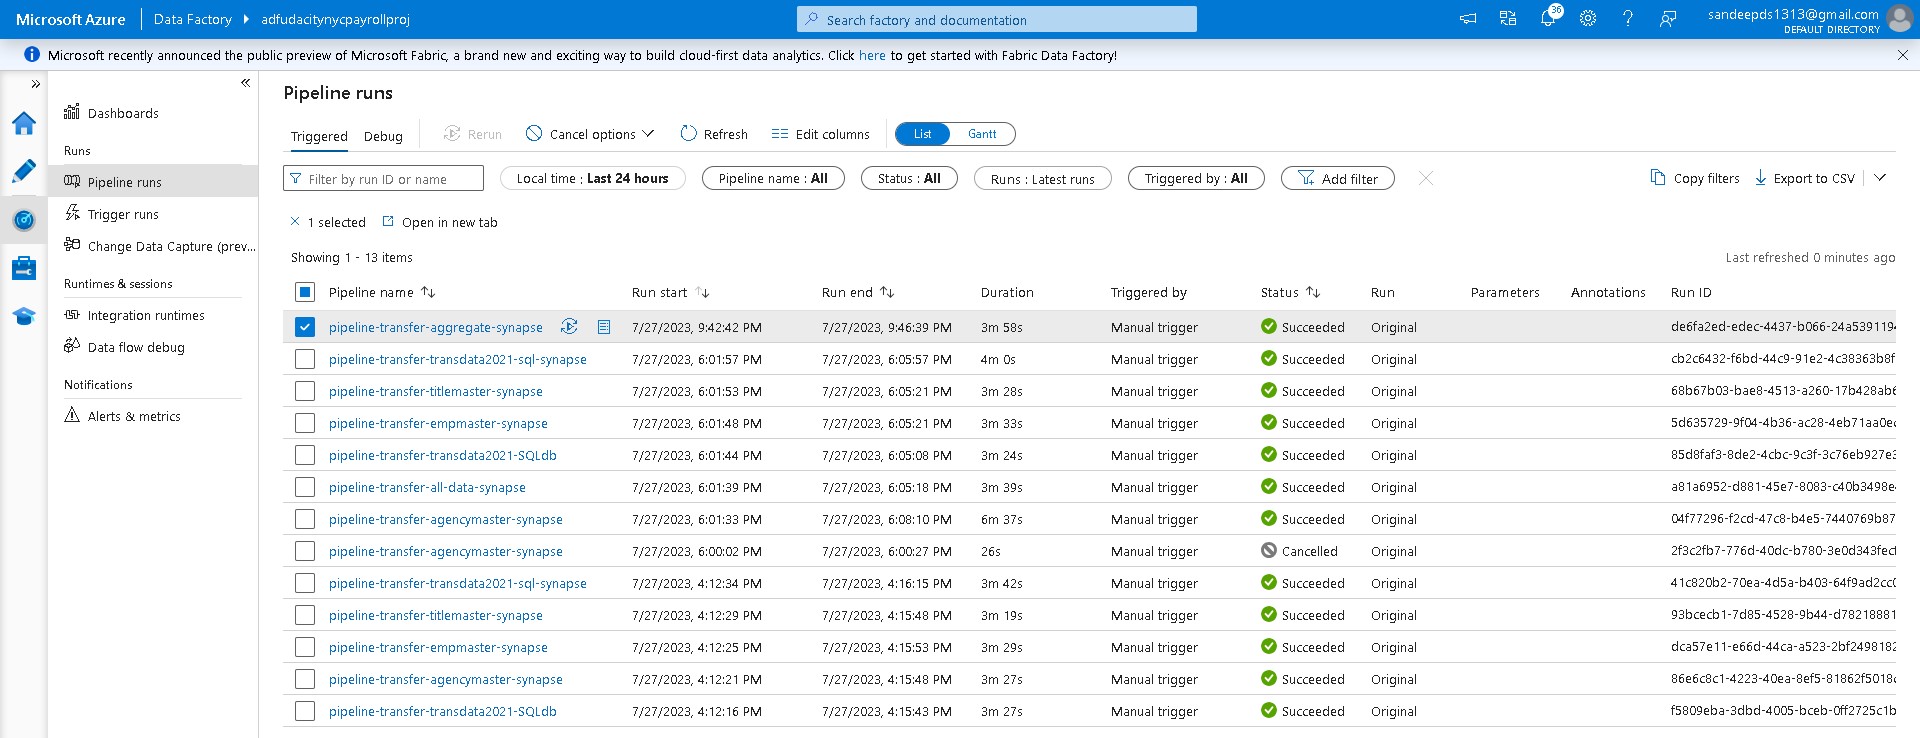 Microsoft Azure Data Factory adfudacitynycpayrollproj Search factory and documentation 36 sandeepds1313@gmail.com
DEFAULT DIRECTORY
Microsoft recently announced the public preview of Microsoft Fabric, a brand new and exciting way to build cloud-first data analytics. Click here to get started with Fabric Data Factory!
Dashboards
Runs
Pipeline runs
Trigger runs
Change Data Capture (prev...
Runtimes & sessions
Integration runtimes
Data flow debug
Notifications
Alerts & metrics
Pipeline runs
Triggered Debug Rerun Cancel options Refresh Edit columns List Gantt
Filter by run ID or name Local time : Last 24 hours Pipeline name : All Status : All Runs : Latest runs Triggered by : All Add filter Copy filters Export to CSV
1 selected Open in new tab
Showing 1 - 13 items Last refreshed 0 minutes ago
Pipeline name Run start Run end Duration Triggered by Status Run Parameters Annotations Run ID
pipeline-transfer-aggregate-synapse 7/27/2023, 9:42:42 PM 7/27/2023, 9:46:39 PM 3m 58s Manual trigger Succeeded Original de6fa2ed-edec-4437-b066-24a5391194
pipeline-transfer-transdata2021-sql-synapse 7/27/2023, 6:01:57 PM 7/27/2023, 6:05:57 PM 4m 0s Manual trigger Succeeded Original cb2c6432-f6bd-44c9-91e2-4c38363b8f
pipeline-transfer-titlemaster-synapse 7/27/2023, 6:01:53 PM 7/27/2023, 6:05:21 PM 3m 28s Manual trigger Succeeded Original 68b67b03-bae8-4513-a260-17b428ab6
pipeline-transfer-empmaster-synapse 7/27/2023, 6:01:48 PM 7/27/2023, 6:05:21 PM 3m 33s Manual trigger Succeeded Original 5d635729-9f04-4b36-ac28-4eb71aa0ec
pipeline-transfer-transdata2021-SQLdb 7/27/2023, 6:01:44 PM 7/27/2023, 6:05:08 PM 3m 24s Manual trigger Succeeded Original 85d8faf3-8de2-4cbc-9c3f-3c76eb927e3
pipeline-transfer-all-data-synapse 7/27/2023, 6:01:39 PM 7/27/2023, 6:05:18 PM 3m 39s Manual trigger Succeeded Original a81a6952-d881-45e7-8083-c40b3498e
pipeline-transfer-agencymaster-synapse 7/27/2023, 6:01:33 PM 7/27/2023, 6:08:10 PM 6m 37s Manual trigger Succeeded Original 04f77296-f2cd-47c8-b4e5-7440769b87
pipeline-transfer-agencymaster-synapse 7/27/2023, 6:00:02 PM 7/27/2023, 6:00:27 PM 26s Manual trigger Cancelled Original 2f3c2fb7-776d-40dc-b780-3e0d343fecf
pipeline-transfer-transdata2021-sql-synapse 7/27/2023, 4:12:34 PM 7/27/2023, 4:16:15 PM 3m 42s Manual trigger Succeeded Original 41c820b2-70ea-4d5a-b403-64f9ad2cc0
pipeline-transfer-titlemaster-synapse 7/27/2023, 4:12:29 PM 7/27/2023, 4:15:48 PM 3m 19s Manual trigger Succeeded Original 93bcecb1-7d85-4528-9b44-d78218881
pipeline-transfer-empmaster-synapse 7/27/2023, 4:12:25 PM 7/27/2023, 4:15:53 PM 3m 29s Manual trigger Succeeded Original dca57e11-e66d-44ca-a523-2bf2498182
pipeline-transfer-agencymaster-synapse 7/27/2023, 4:12:21 PM 7/27/2023, 4:15:48 PM 3m 27s Manual trigger Succeeded Original 86e6c8c1-4223-40ea-8ef5-81862f5018c
pipeline-transfer-transdata2021-SQLdb 7/27/2023, 4:12:16 PM 7/27/2023, 4:15:43 PM 3m 27s Manual trigger Succeeded Original f5809eba-3dbd-4005-bceb-0ff2725c1b